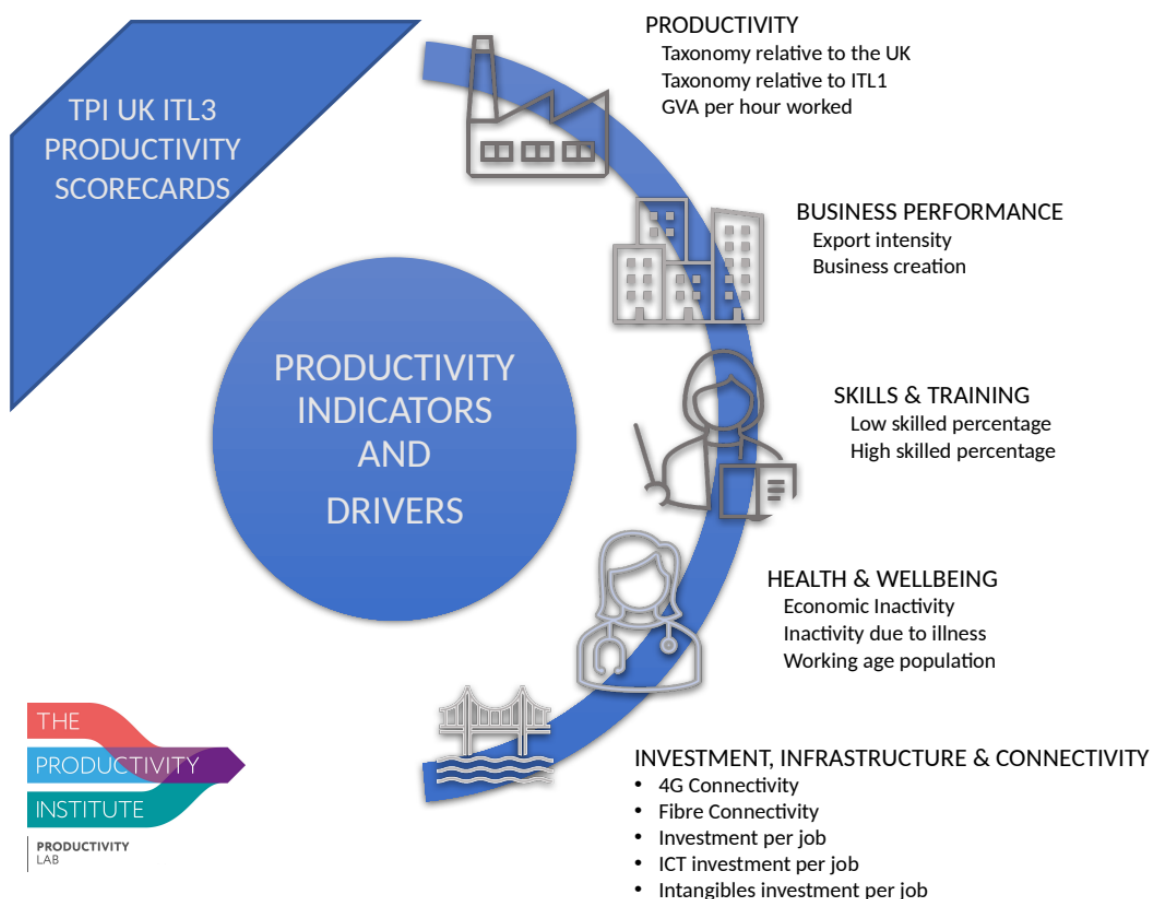 TPI UK ITL3
PRODUCTIVITY
SCORECARDS
PRODUCTIVITY
INDICATORS
AND
DRIVERS
PRODUCTIVITY
Taxonomy relative to the UK
Taxonomy relative to ITL1
GVA per hour worked
BUSINESS PERFORMANCE
Export intensity
Business creation
SKILLS & TRAINING
Low skilled percentage
High skilled percentage
HEALTH & WELLBEING
Economic Inactivity
Inactivity due to illness
Working age population
INVESTMENT, INFRASTRUCTURE & CONNECTIVITY
• 4G Connectivity
• Fibre Connectivity
• Investment per job
• ICT investment per job
• Intangibles investment per job
THE
PRODUCTIVITY
INSTITUTE
PRODUCTIVITY
LAB